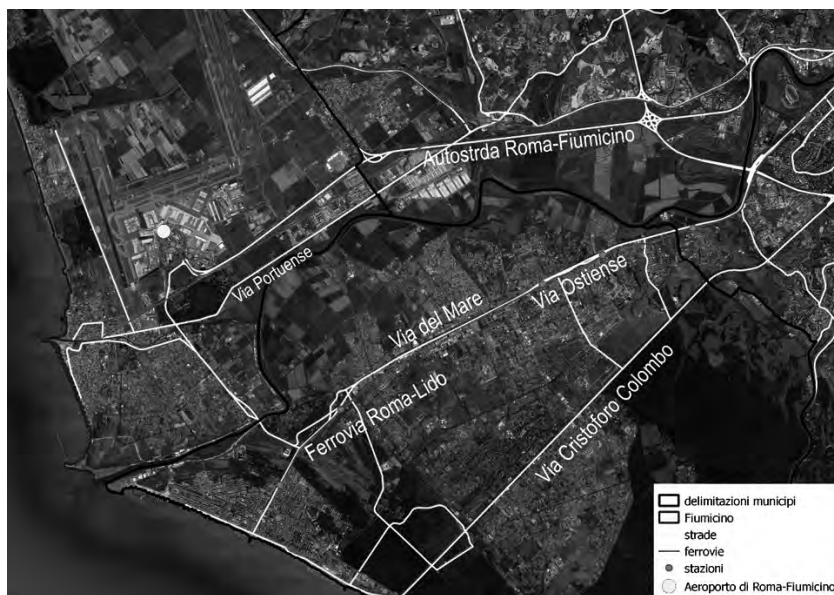 Autostrda Roma-Fiumicino
Via Portuense
Via del Mare
Via Ostiense
Ferrovia Roma-Lido
Via Cristoforo Colombo
delimitazioni municipi
Fiumicino
strade
ferrovie
stazioni
Aeroporto di Roma-Fiumicino